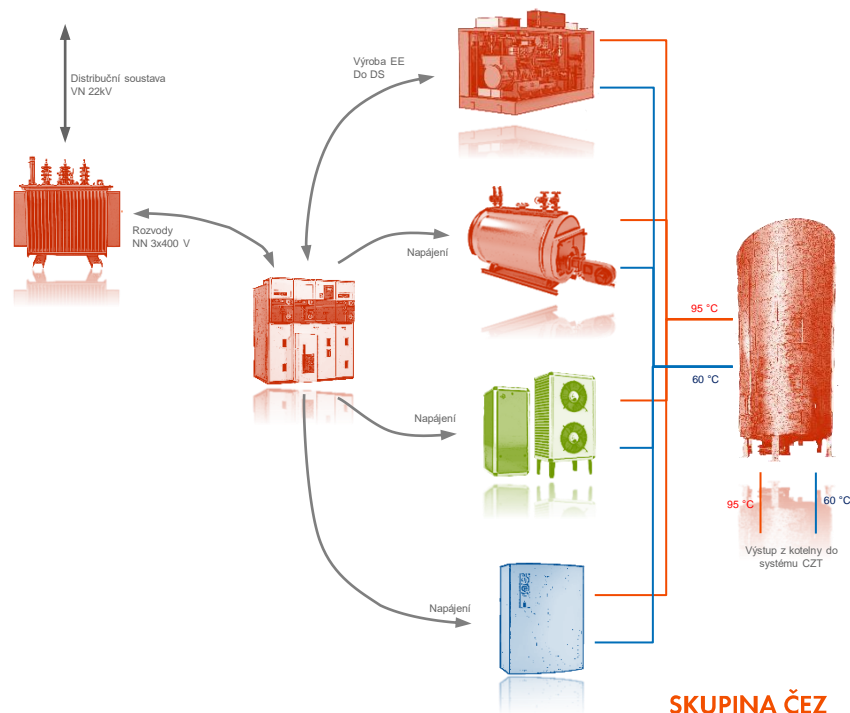 Distribuční soustava
VN 22kV
Výroba EE
Do DS
Rozvody
NN 3x400 V
Napájení
95 °C
60 °C
Napájení
Napájení
95 °C
60 °C
Výstup z kotelny do
systému CZT
SKUPINA ČEZ